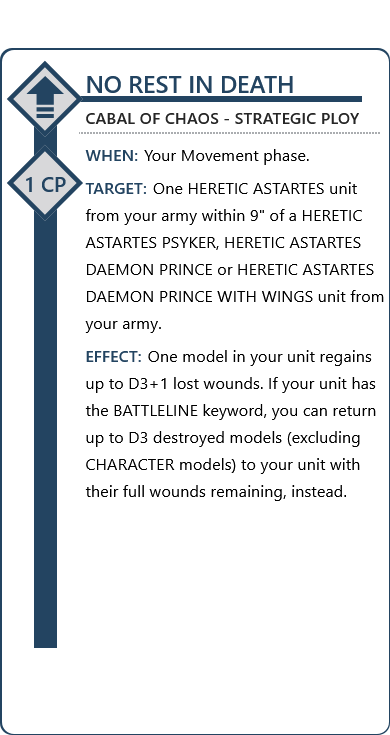 NO REST IN DEATH
CABAL OF CHAOS - STRATEGIC PLOY
1 CP
WHEN: Your Movement phase.
TARGET: One HERETIC ASTARTES unit
from your army within 9" of a HERETIC
ASTARTES PSYKER, HERETIC ASTARTES
DAEMON PRINCE or HERETIC ASTARTES
DAEMON PRINCE WITH WINGS unit from
your army.
EFFECT: One model in your unit regains
up to D3+1 lost wounds. If your unit has
the BATTLELINE keyword, you can return
up to D3 destroyed models (excluding
CHARACTER models) to your unit with
their full wounds remaining, instead.